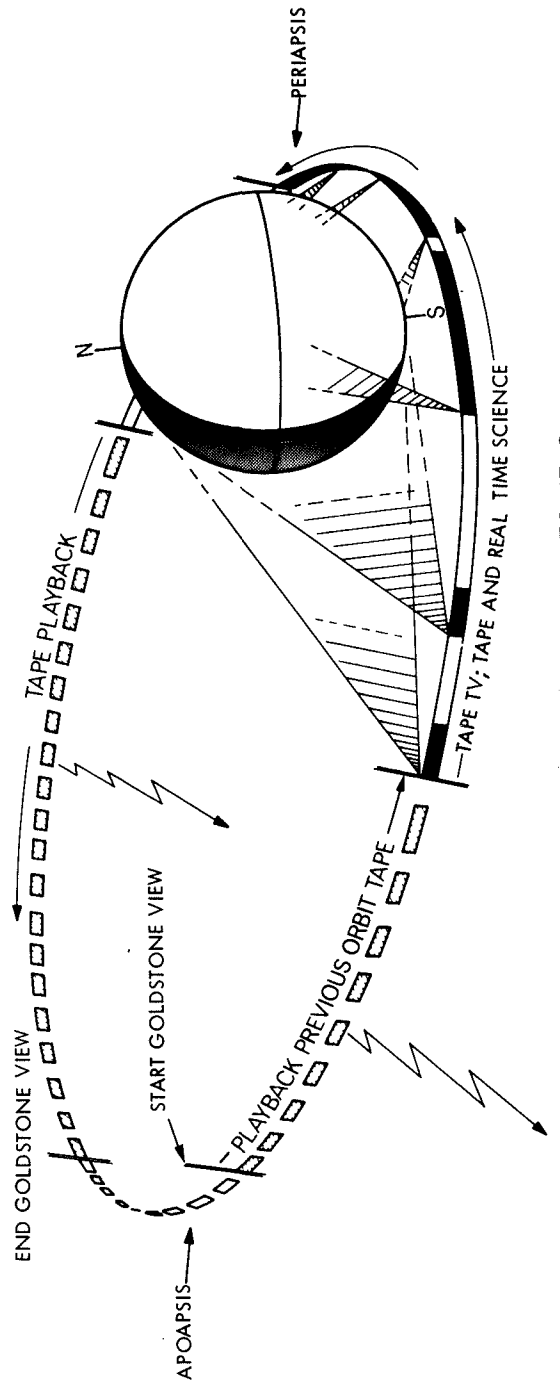 END GOLDSTONE VIEW
TAPE PLAYBACK
N
PERIAPSIS
START GOLDSTONE VIEW
APOAPSIS
PLAYBACK PREVIOUS ORBIT TAPE
S
TAPE TV; TAPE AND REAL TIME SCIENCE